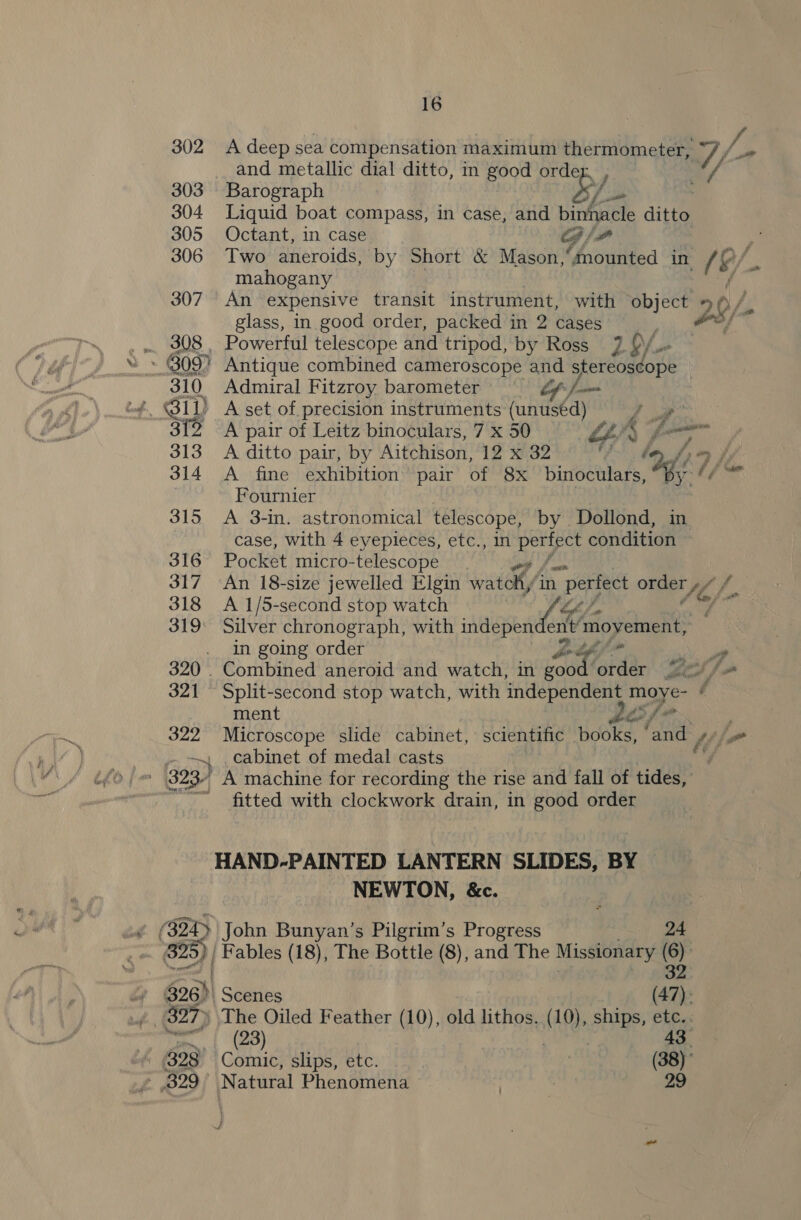 16
302 A deep sea compensation maximum thermometer, 7/-
and metallic dial ditto, in good order
303 Barograph
304 Liquid boat compass, in case, and binnacle ditto
305 Octant, in case
306 Two aneroids, by Short & Mason, mounted in
mahogany
307 An expensive transit instrument, with object
glass, in good order, packed in 2 cases
308 Powerful telescope and tripod, by Ross
309 Antique combined cameroscope and stereoscope
310 Admiral Fitzroy barometer
311 A set of precision instruments (unused)
312 A pair of Leitz binoculars, 7 x 50
313 A ditto pair, by Aitchison, 12 x 32
314 A fine exhibition pair of 8x binoculars, by
Fournier
315 A 3-in. astronomical telescope, by Dollond, in
case, with 4 eyepieces, etc., in perfect condition
316 Pocket micro-telescope
317 An 18-size jewelled Elgin watch, in perfect order
318 A 1/5-second stop watch
319 Silver chronograph, with independent movement,
in going order
320 Combined aneroid and watch, in good order
321 Split-second stop watch, with independent move-
ment
322 Microscope slide cabinet, scientific books, and
cabinet of medal casts
323 A machine for recording the rise and fall of tides,
fitted with clockwork drain, in good order
HAND-PAINTED LANTERN SLIDES, BY
NEWTON, &c.
324 John Bunyan's Pilgrim's Progress 24
325 Fables (18), The Bottle (8), and The Missionary (6)
32
326 Scenes (47)
327 The Oiled Feather (10), old lithos. (10), ships, etc.
(23) 43
328 Comic, slips, etc. (38)
329 Natural Phenomena 29